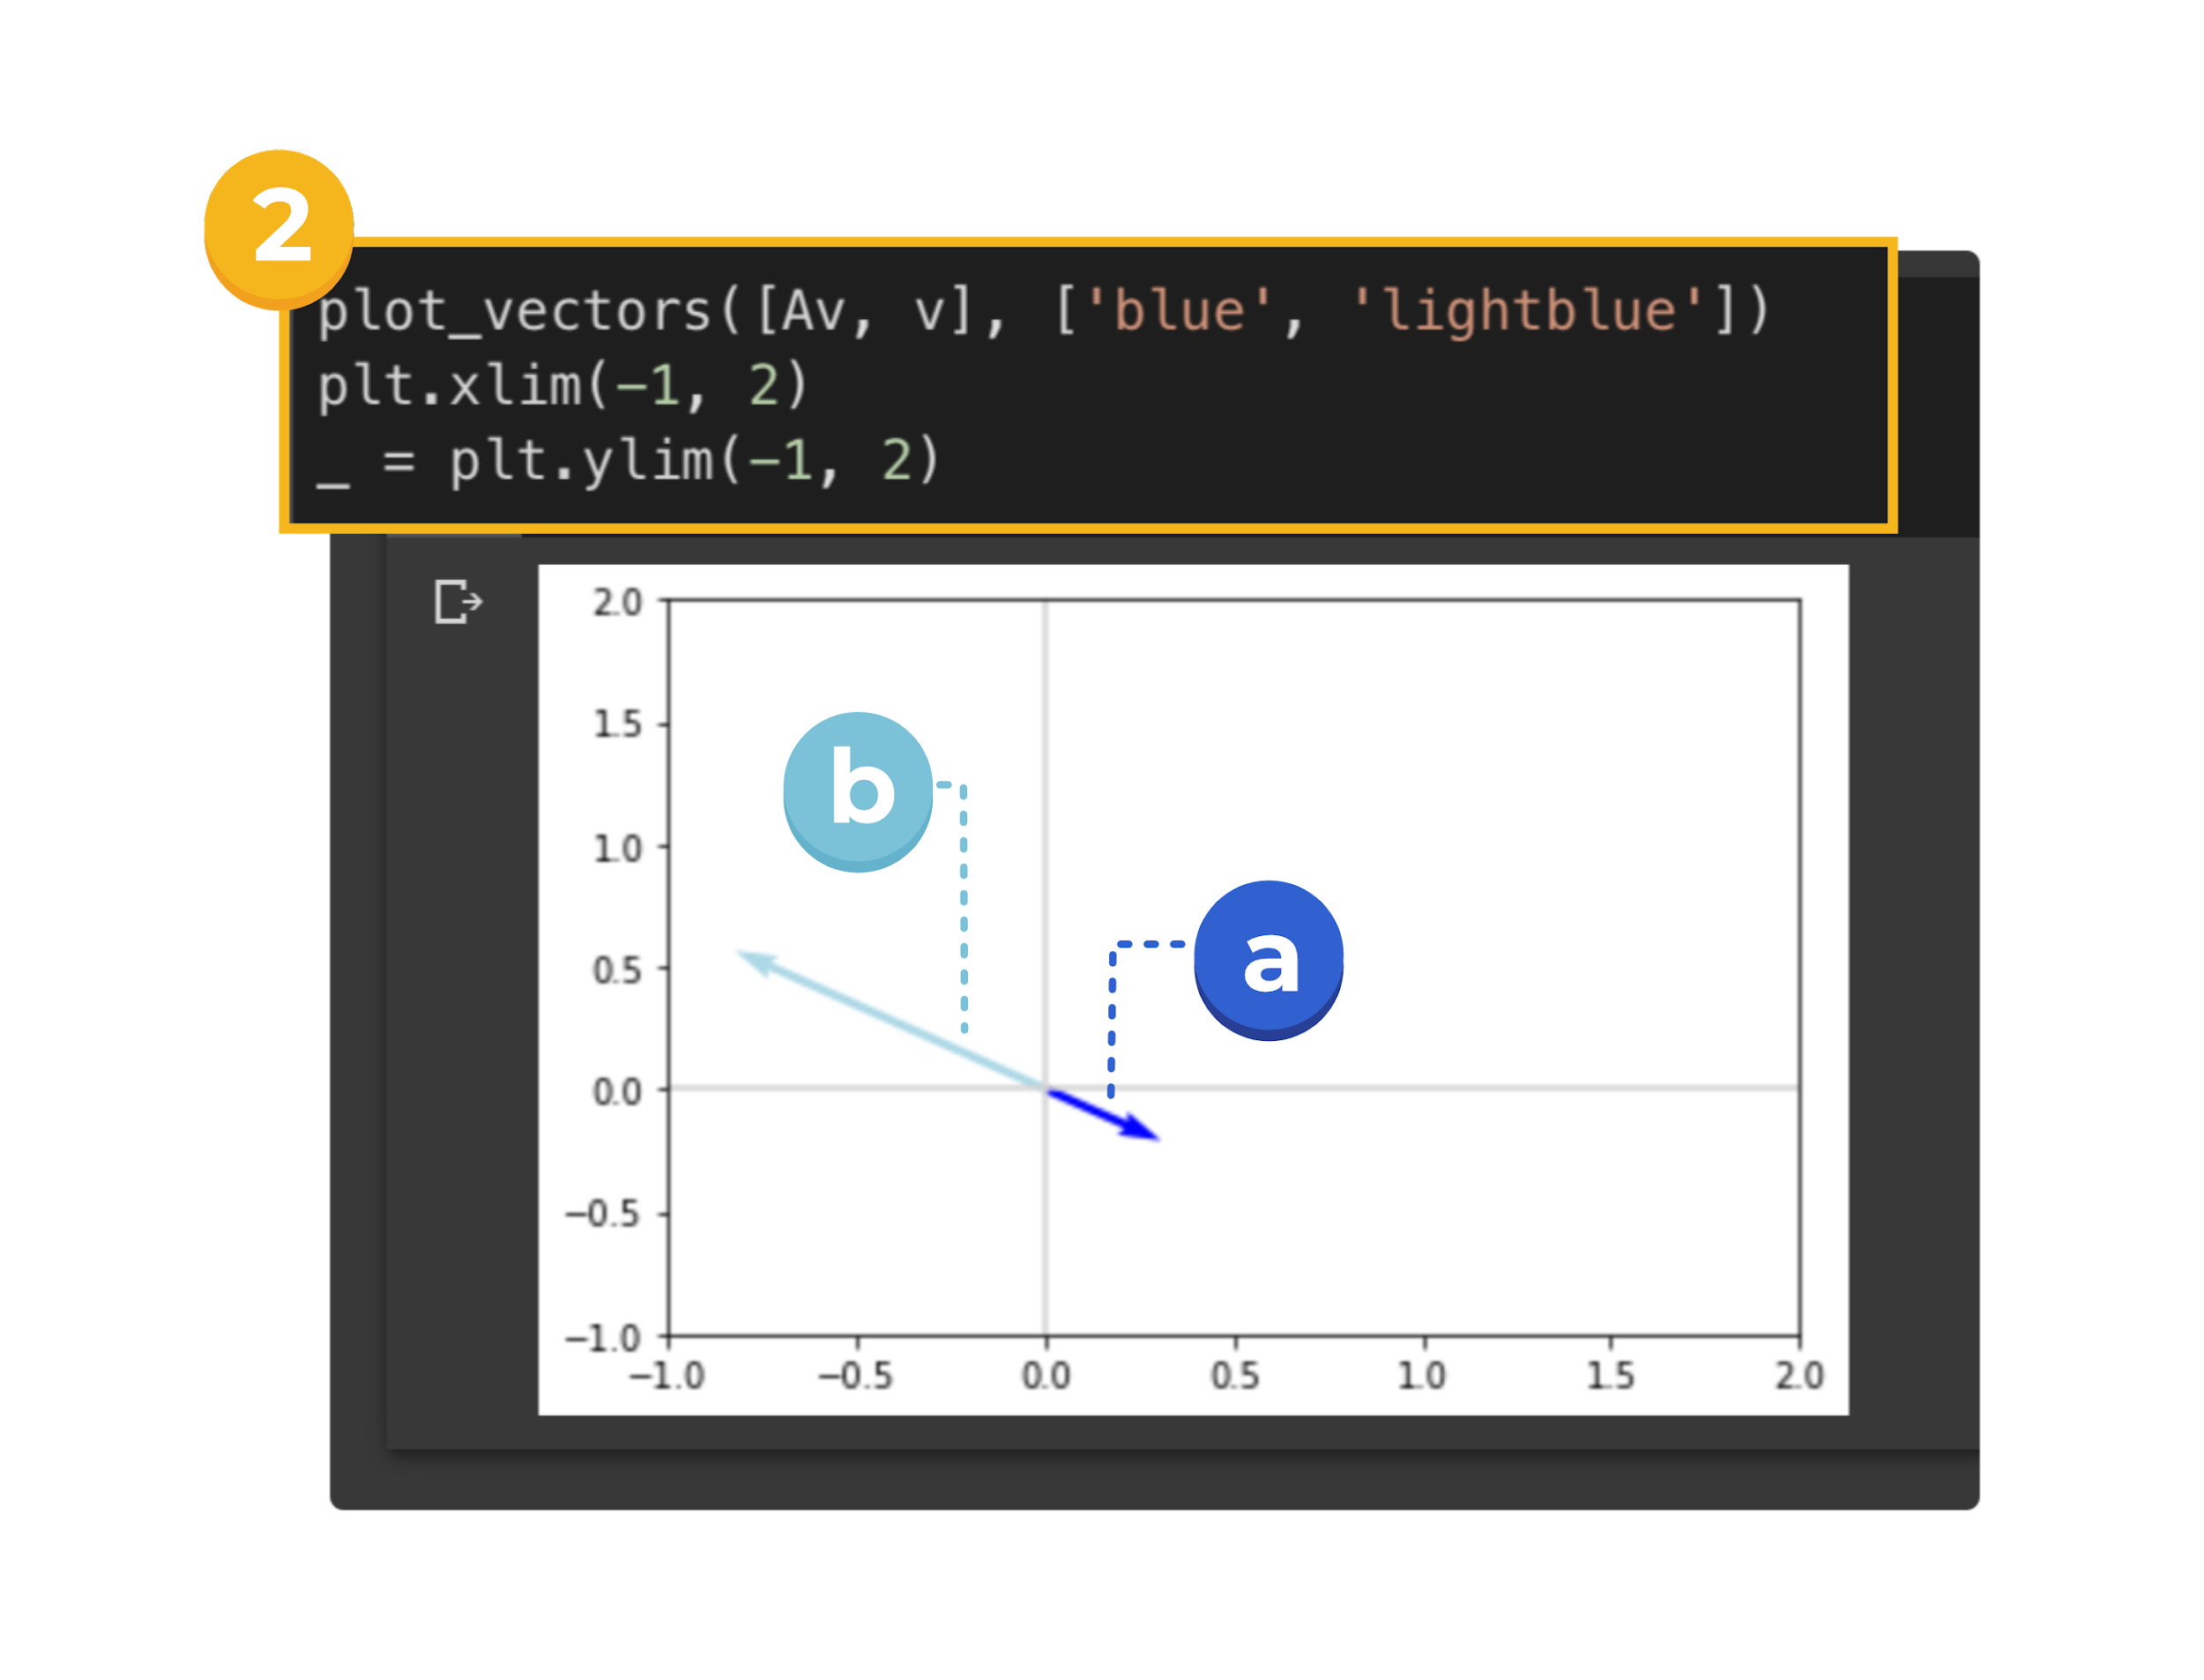 2
plot_vectors([Av, v], ['blue', 'lightblue'])
plt.xlim(-1, 2)
_ = plt.ylim(-1, 2)
2.0
1.5
b
1.0
a
0.5
0.0
−0.5
−1.0
−1.0 −0.5 0.0 0.5 1.0 1.5 2.0